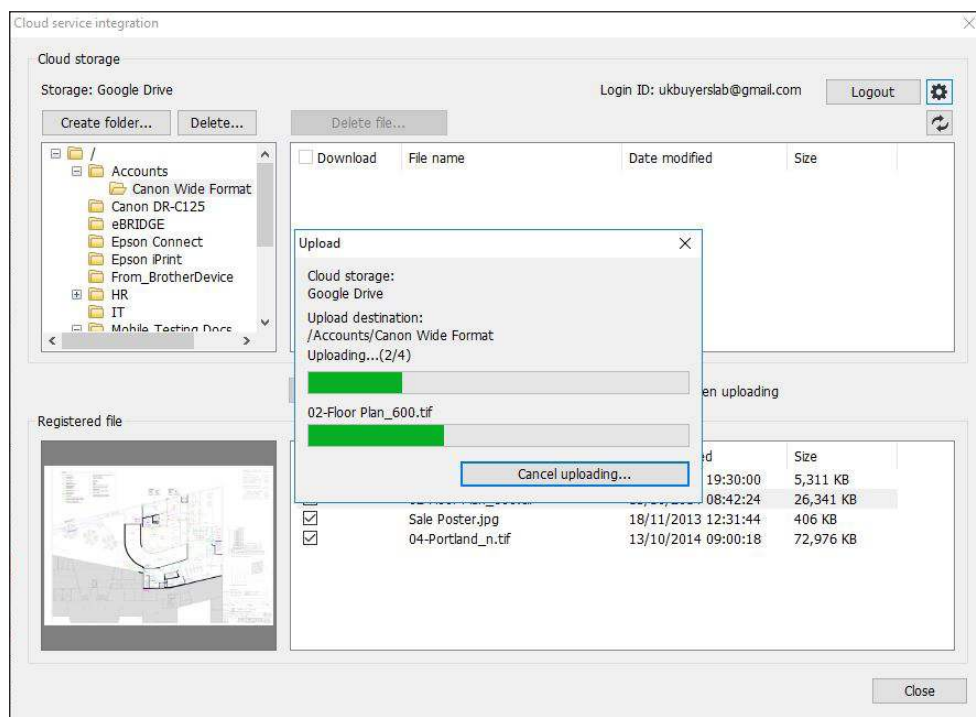 Cloud service integration
Cloud storage
Storage: Google Drive
Login ID: ukbuyerslab@gmail.com
Logout
Create folder...
Delete...
Delete file...
/
Accounts
Canon Wide Format
Canon DR-C125
eBRIDGE
Epson Connect
Epson iPrint
From_BrotherDevice
HR
IT
Mobile Testing Docs
Download File name Date modified Size
Upload
Cloud storage:
Google Drive
Upload destination:
/Accounts/Canon Wide Format
Uploading...(2/4)
02-Floor Plan_600.tif
Cancel uploading...
uploading
Registered file
Size
19:30:00 5,311 KB
08:42:24 26,341 KB
Sale Poster.jpg 18/11/2013 12:31:44 406 KB
04-Portland_n.tif 13/10/2014 09:00:18 72,976 KB
Close